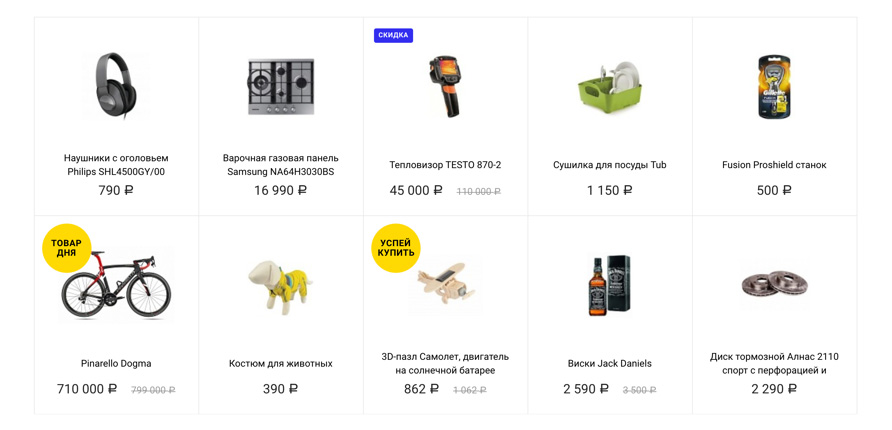 Наушники с оголовьем
Philips SHL4500GY/00
790 ₽
Варочная газовая панель
Samsung NA64H3030BS
16 990 ₽
СКИДКА
Тепловизор TESTO 870-2
45 000 ₽ 110 000 ₽
Сушилка для посуды Tub
1 150 ₽
Gillette
Fusion Proshield станок
500 ₽
ТОВАР
ДНЯ
Pinarello Dogma
710 000 ₽ 799 000 ₽
Костюм для животных
390 ₽
УСПЕЙ
КУПИТЬ
3D-пазл Самолет, двигатель
на солнечной батарее
862 ₽ 1 062 ₽
Виски Jack Daniels
2 590 ₽ 3 500 ₽
Диск тормозной Алнас 2110
спорт с перфорацией и
2 290 ₽